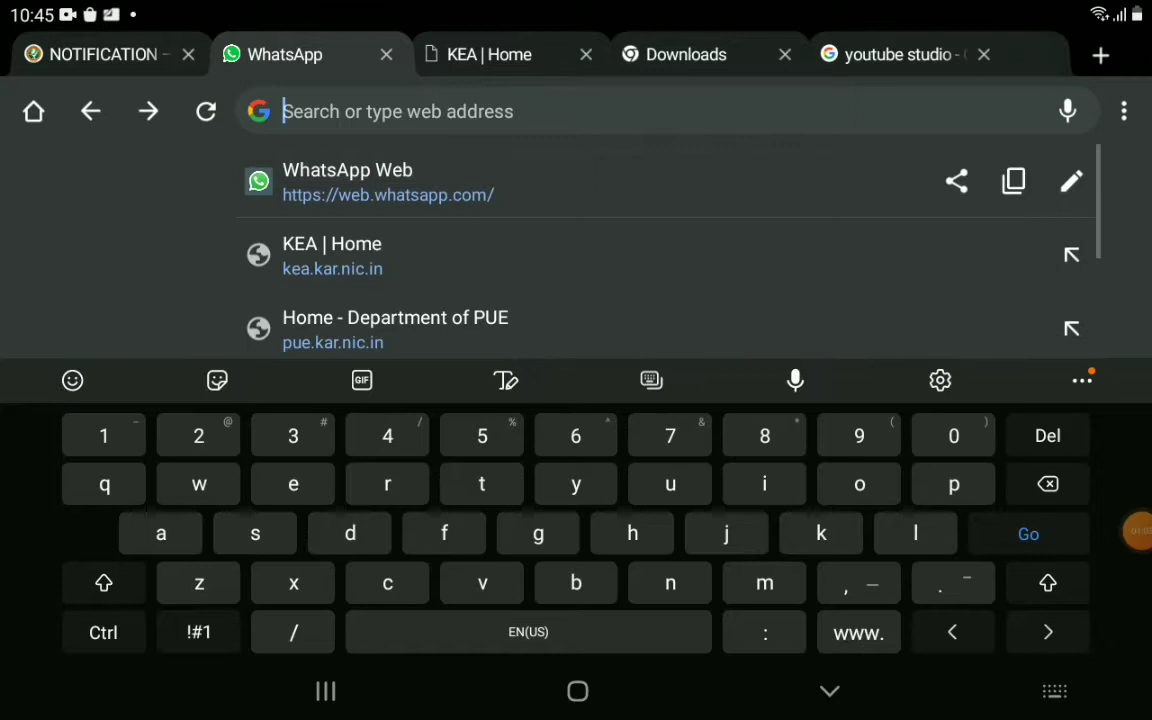 10:45
NOTIFICATION -
WhatsApp
KEA | Home
Downloads
youtube studio - (
Search or type web address
WhatsApp Web
https://web.whatsapp.com/
KEA | Home
kea.kar.nic.in
Home - Department of PUE
pue.kar.nic.in
GIF
1 2 @ 3 # 4 / 5 % 6 ^ 7 & 8 * 9 ( 0 ) Del
q w e r t y u i o p
a s d f g h j k l Go
z x c v b n m , .
Ctrl !#1 / EN(US) : www. < >